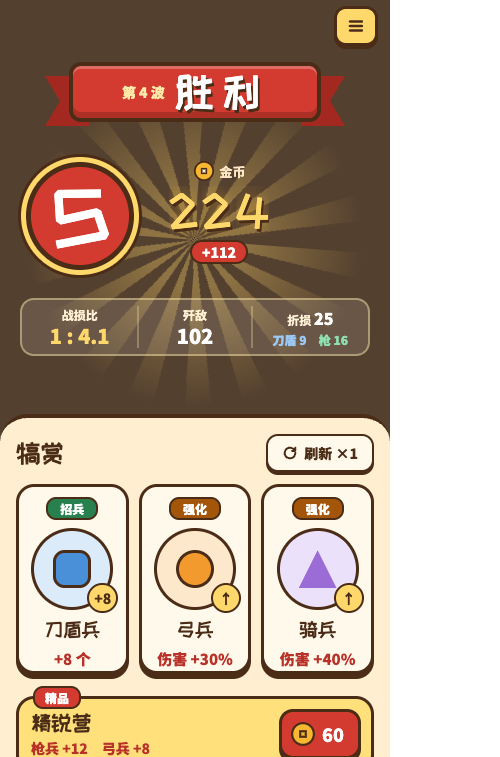 第4波 胜利
S
金币
224
+112
战损比 歼敌 折损 25
1 : 4.1 102 刀盾 9 枪 16
犒赏 刷新 ×1
招兵 强化 强化
+8 ↑ ↑
刀盾兵 弓兵 骑兵
+8 个 伤害 +30% 伤害 +40%
精品
精锐营
枪兵 +12 弓兵 +8
60